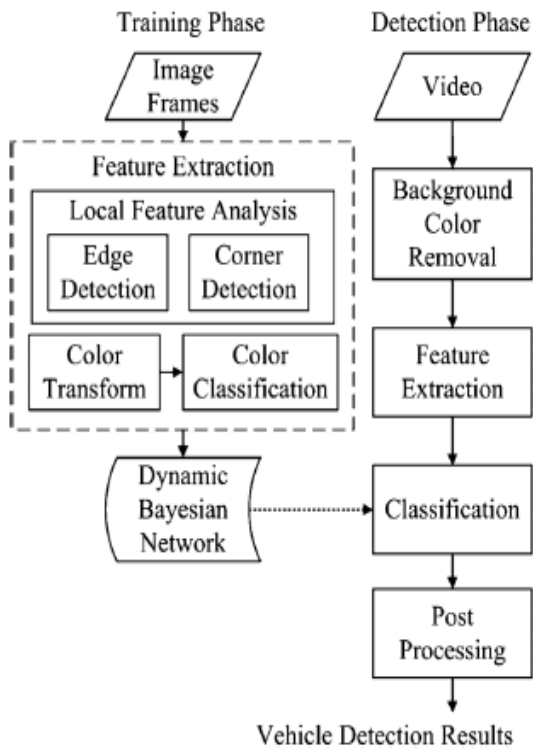 Training Phase
Image
Frames
Feature Extraction
Local Feature Analysis
Edge
Detection
Corner
Detection
Color
Transform
Color
Classification
Dynamic
Bayesian
Network
Detection Phase
Video
Background
Color
Removal
Feature
Extraction
Classification
Post
Processing
Vehicle Detection Results